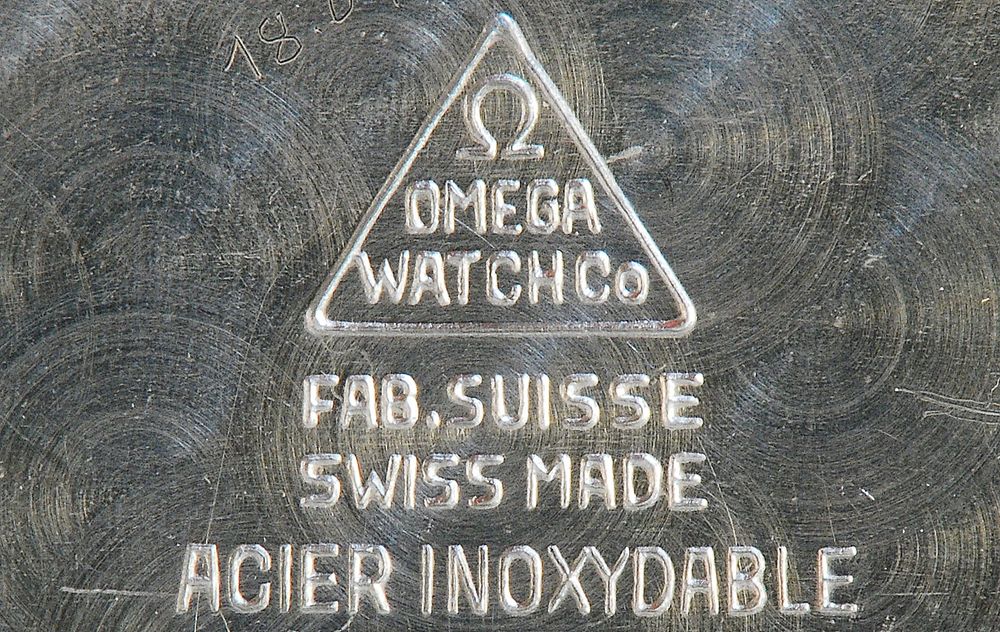 Ω
OMEGA
WATCH Co
FAB. SUISSE
SWISS MADE
ACIER INOXYDABLE